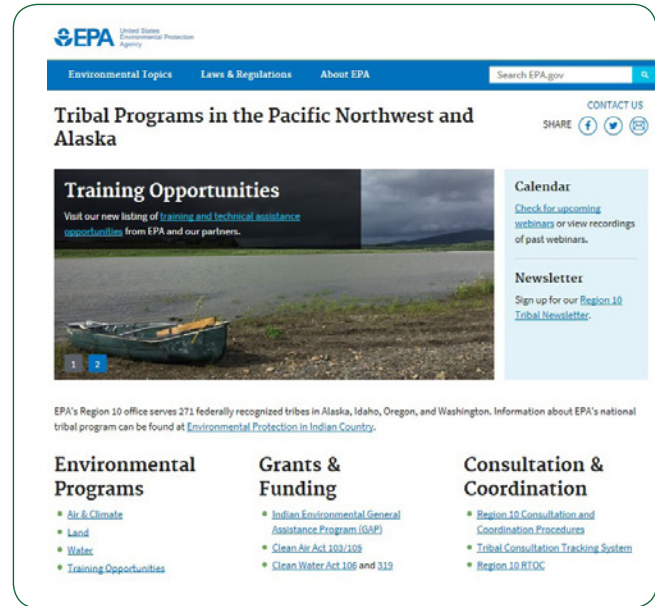 EPA United States
Environmental Protection
Agency
Environmental Topics Laws & Regulations About EPA Search EPA.gov
CONTACT US
SHARE
Tribal Programs in the Pacific Northwest and
Alaska
Training Opportunities
Visit our new listing of training and technical assistance
opportunities from EPA and our partners.
1 2
Calendar
Check for upcoming
webinars or view recordings
of past webinars.
Newsletter
Sign up for our Region 10
Tribal Newsletter.
EPA's Region 10 office serves 271 federally recognized tribes in Alaska, Idaho, Oregon, and Washington. Information about EPA's national
tribal program can be found at Environmental Protection in Indian Country.
Environmental
Programs
Air & Climate
Land
Water
Training Opportunities
Grants &
Funding
Indian Environmental General
Assistance Program (GAP)
Clean Air Act 103/105
Clean Water Act 106 and 319
Consultation &
Coordination
Region 10 Consultation and
Coordination Procedures
Tribal Consultation Tracking System
Region 10 RTOC